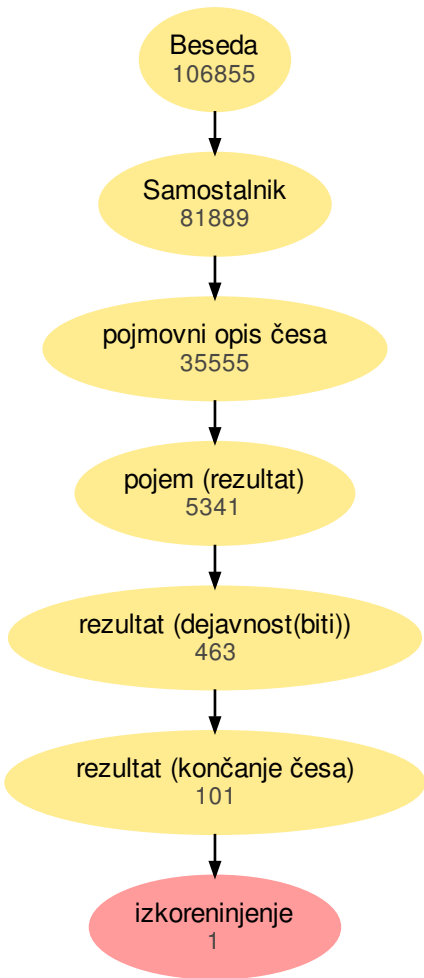 Beseda
106855
Samostalnik
81889
pojmovni opis česa
35555
pojem (rezultat)
5341
rezultat (dejavnost(biti))
463
rezultat (končanje česa)
101
izkoreninjenje
1